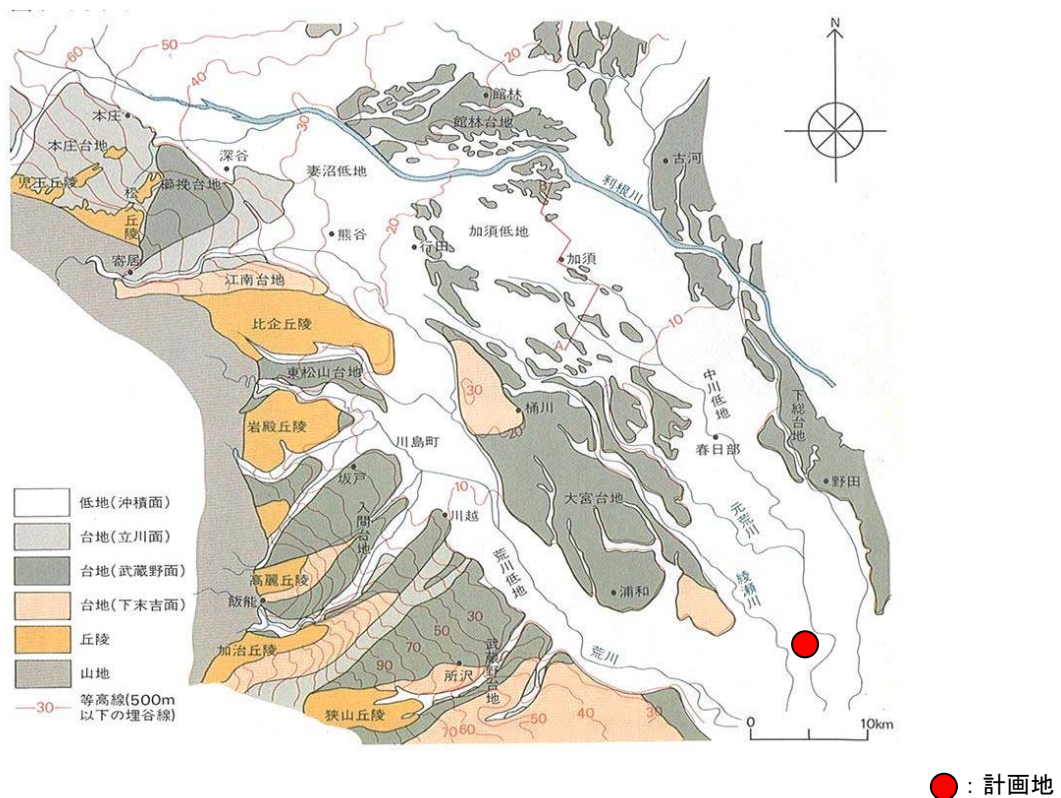 60
50
40
30
20
N
本庄
本庄台地
児玉丘陵
松久丘陵
櫛挽台地
深谷
妻沼低地
館林
館林台地
古河
利根川
熊谷
20
行田
加須低地
B
加須
寄居
江南台地
比企丘陵
A
10
東松山台地
30
桶川
20
中川低地
春日部
下総台地
野田
岩殿丘陵
川島町
坂戸
10
川越
入間台地
大宮台地
元荒川
綾瀬川
荒川低地
浦和
高麗丘陵
飯能
加治丘陵
30
50
70
90
所沢
武蔵野台地
荒川
狭山丘陵
70
60
50
40
30
低地(沖積面)
台地(立川面)
台地(武蔵野面)
台地(下末吉面)
丘陵
山地
30
等高線(500m
以下の埋谷線)
0
10km
:計画地